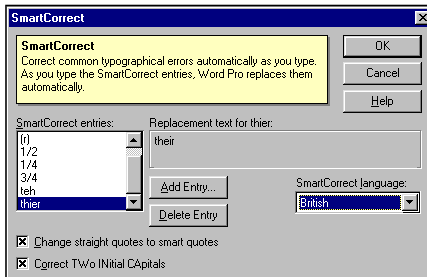 SmartCorrect
SmartCorrect
Correct common typographical errors automatically as you type.
As you type the SmartCorrect entries, Word Pro replaces them
automatically.
OK
Cancel
Help
SmartCorrect entries:
(r)
1/2
1/4
3/4
teh
thier
Replacement text for thier:
their
Add Entry...
Delete Entry
SmartCorrect language:
British
Change straight quotes to smart quotes
Correct TWo INitial CApitals